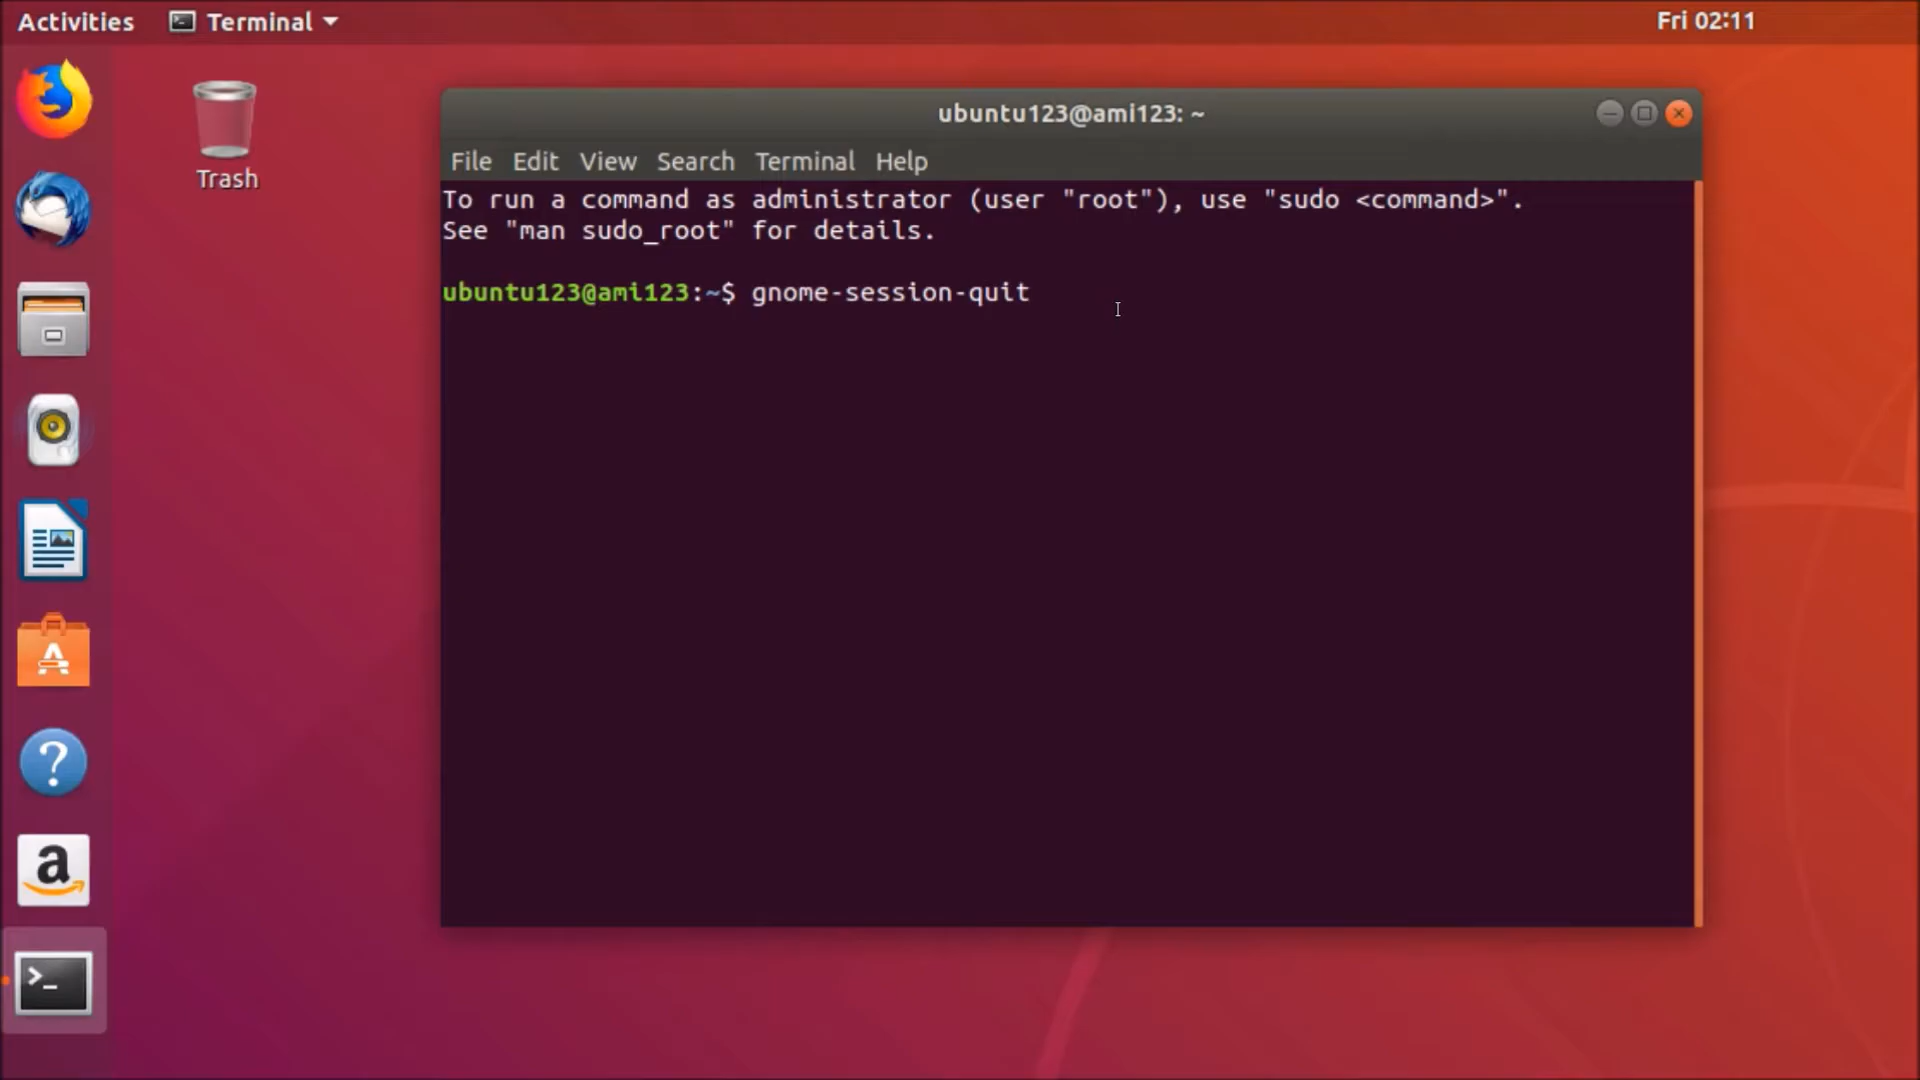 Activities Terminal Fri 02:11
Trash
ubuntu123@ami123: ~
File Edit View Search Terminal Help
To run a command as administrator (user "root"), use "sudo <command>".
See "man sudo_root" for details.
ubuntu123@ami123:~$ gnome-session-quit